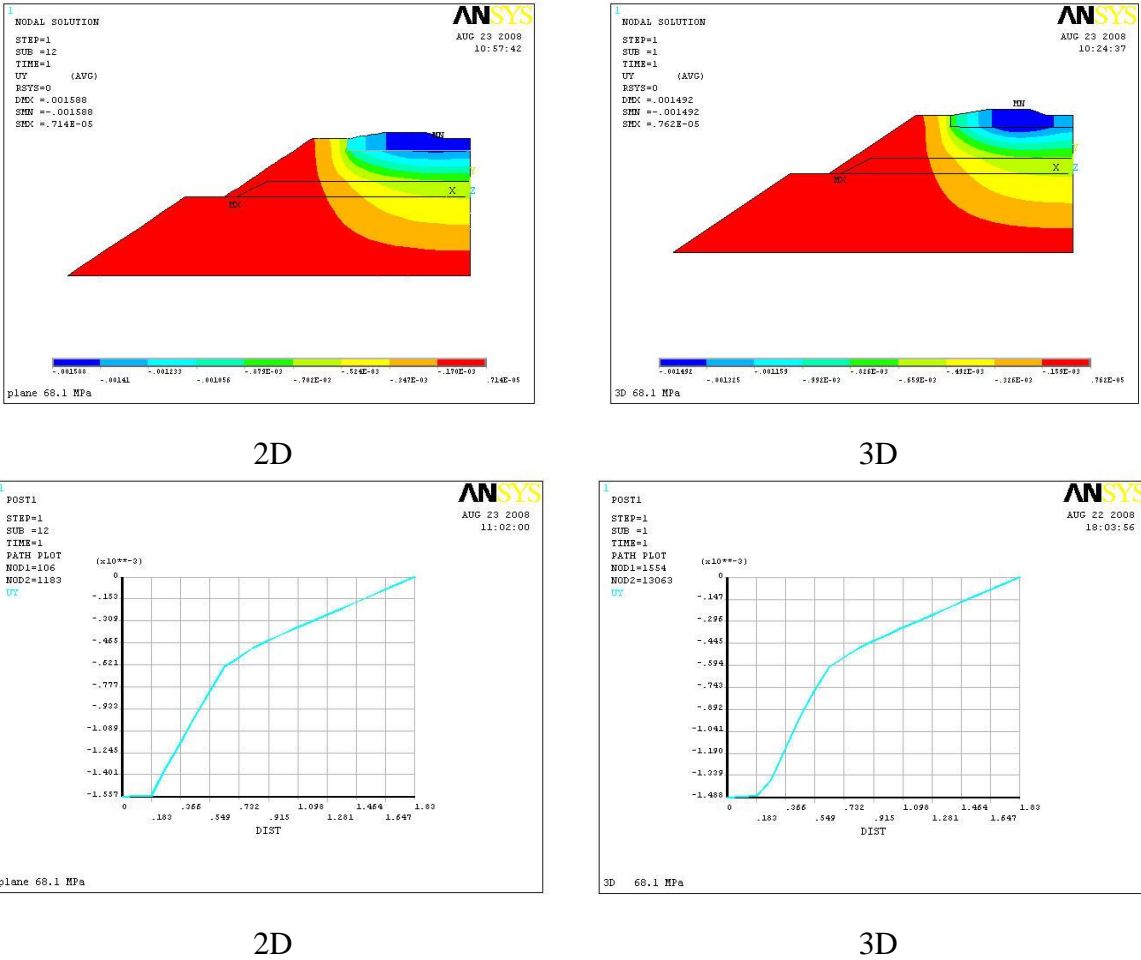 1
NODAL SOLUTION
STEP=1
SUB =12
TIME=1
UY (AVG)
RSYS=0
DMX =.001588
SMN =-.001588
SMX =.714E-05
ANSYS
AUG 23 2008
10:57:42
MN
Y
X Z
MX
-.001588 -.001233 -.879E-03 -.524E-03 -.170E-03
-.00141 -.001056 -.702E-03 -.347E-03 .714E-05
plane 68.1 MPa
1
NODAL SOLUTION
STEP=1
SUB =1
TIME=1
UY (AVG)
RSYS=0
DMX =.001492
SMN =-.001492
SMX =.762E-05
ANSYS
AUG 23 2008
10:24:37
MN
Y
X Z
MX
-.001492 -.001159 -.826E-03 -.492E-03 -.159E-03
-.001325 -.992E-03 -.659E-03 -.326E-03 .762E-05
3D 68.1 MPa
2D
3D
1
POST1
STEP=1
SUB =12
TIME=1
PATH PLOT
NOD1=106
NOD2=1183
UY
ANSYS
AUG 23 2008
11:02:00
(x10**-3)
0
-.153
-.309
-.465
-.621
-.777
-.933
-1.089
-1.245
-1.401
-1.557
0 .366 .732 1.098 1.464 1.83
.183 .549 .915 1.281 1.647
DIST
plane 68.1 MPa
1
POST1
STEP=1
SUB =1
TIME=1
PATH PLOT
NOD1=1554
NOD2=13063
UY
ANSYS
AUG 22 2008
18:03:56
(x10**-3)
0
-.147
-.296
-.445
-.594
-.743
-.892
-1.041
-1.190
-1.339
-1.488
0 .366 .732 1.098 1.464 1.83
.183 .549 .915 1.281 1.647
DIST
3D 68.1 MPa
2D
3D